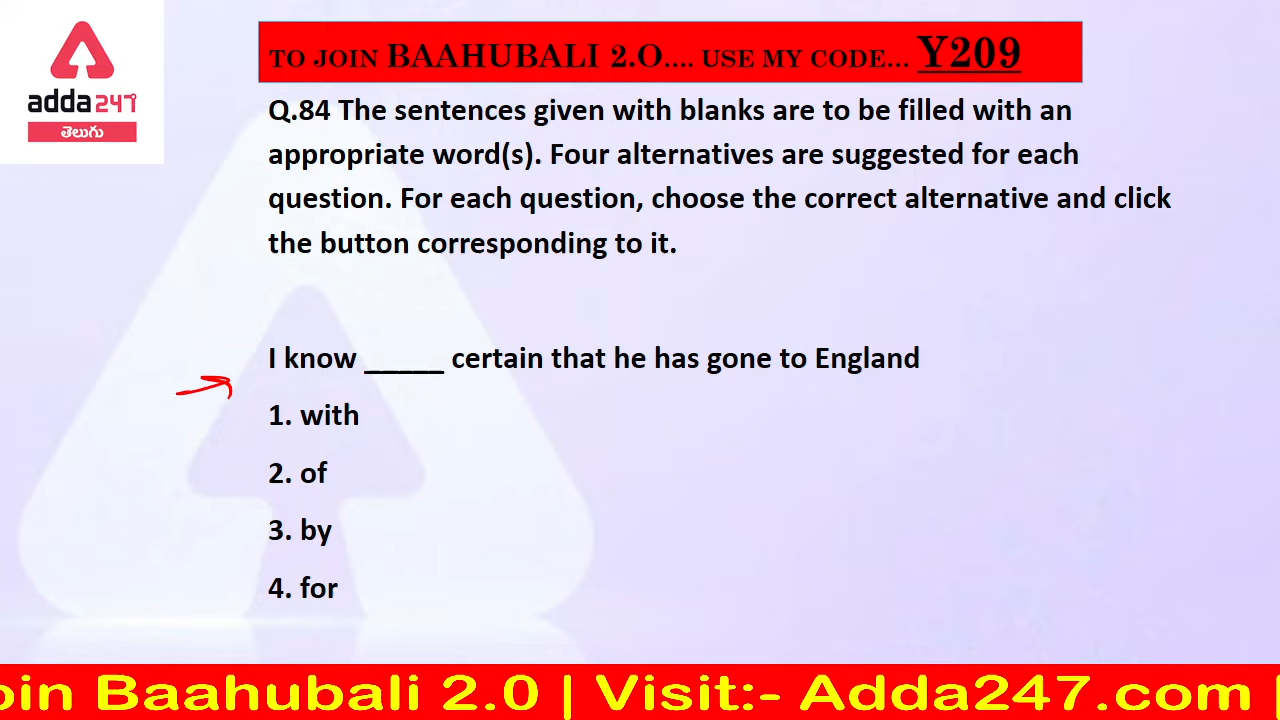 TO JOIN BAAHUBALI 2.O.... USE MY CODE... Y209
adda247
తెలుగు
Q.84 The sentences given with blanks are to be filled with an
appropriate word(s). Four alternatives are suggested for each
question. For each question, choose the correct alternative and click
the button corresponding to it.
I know _____ certain that he has gone to England
1. with
2. of
3. by
4. for
oin Baahubali 2.0 | Visit:- Adda247.com |